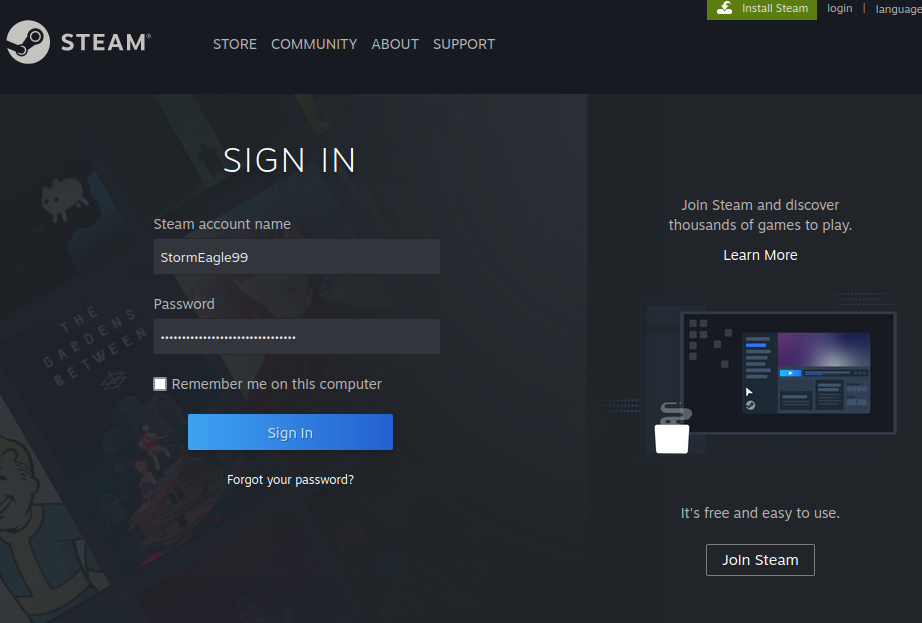 Install Steam
login | language
STEAM®
STORE COMMUNITY ABOUT SUPPORT
SIGN IN
Steam account name
StormEagle99
Password
••••••••••••••••••••••••••••••••
Remember me on this computer
Sign In
Forgot your password?
THE
GARDENS
BETWEEN
Join Steam and discover
thousands of games to play.
Learn More
It's free and easy to use.
Join Steam